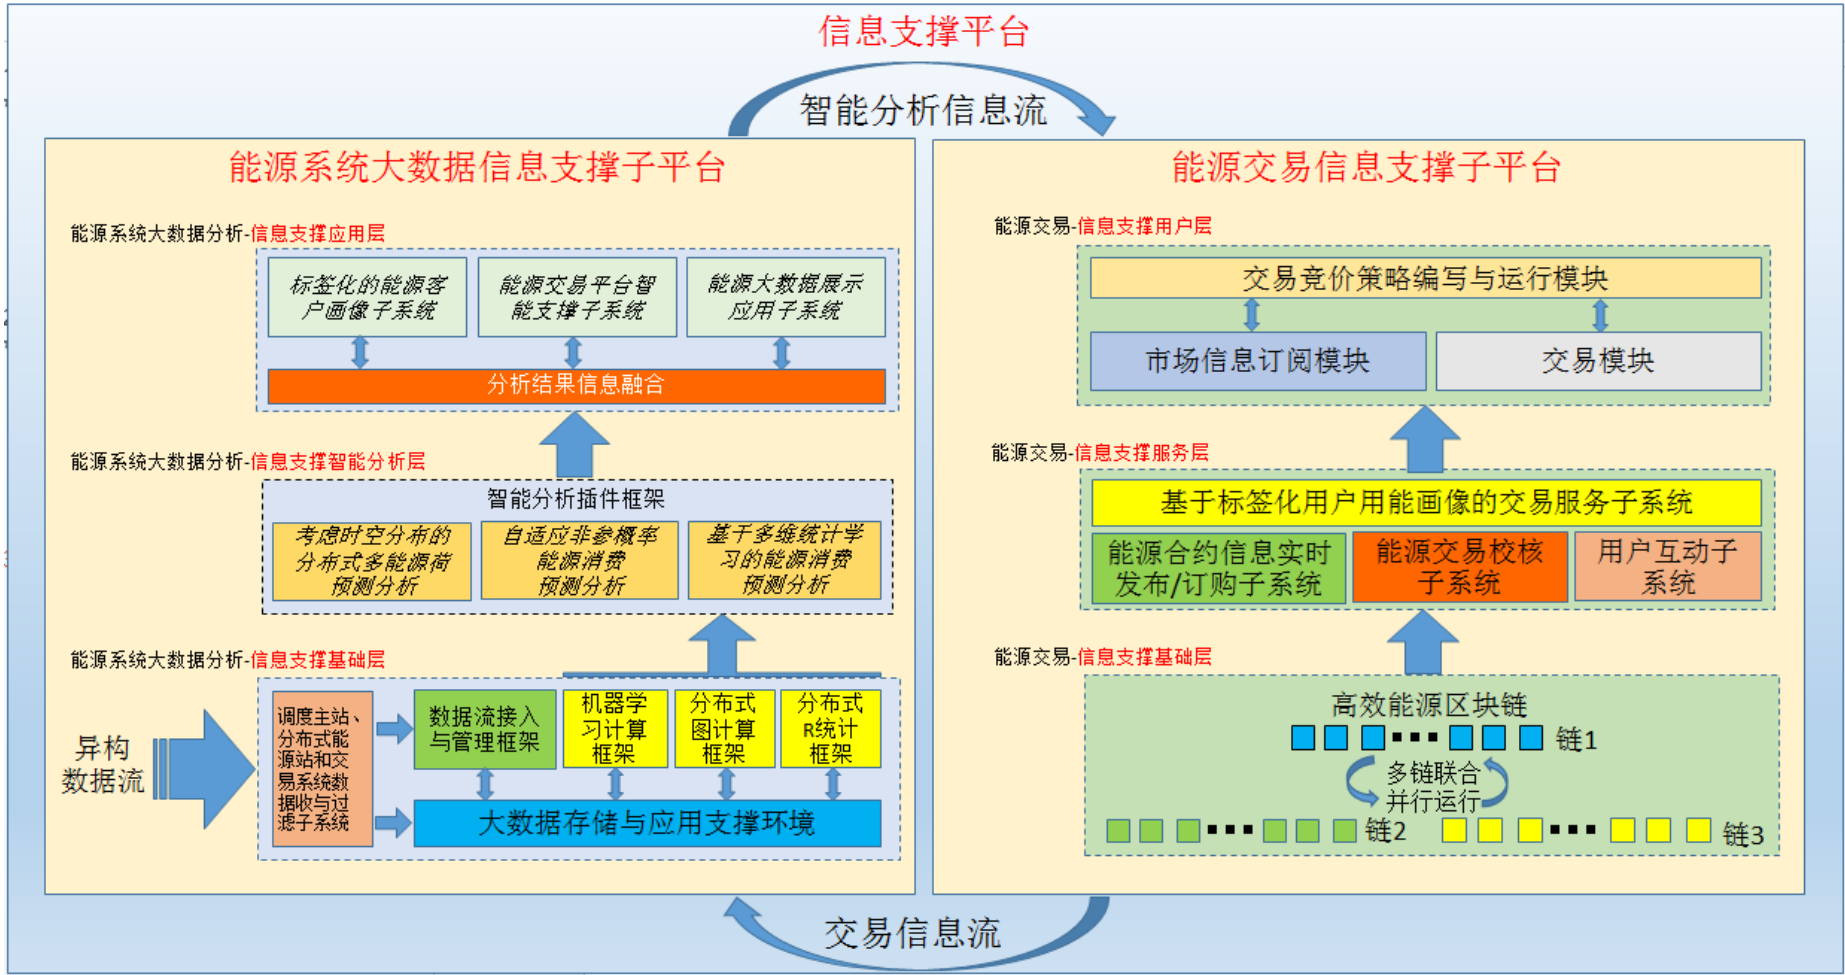 信息支撑平台
智能分析信息流
能源系统大数据信息支撑子平台
能源系统大数据分析-信息支撑应用层
标签化的能源客
户画像子系统
能源交易平台智
能支撑子系统
能源大数据展示
应用子系统
分析结果信息融合
能源系统大数据分析-信息支撑智能分析层
智能分析插件框架
考虑时空分布的
分布式多能源荷
预测分析
自适应非参概率
能源消费
预测分析
基于多维统计学
习的能源消费
预测分析
能源系统大数据分析-信息支撑基础层
异构
数据流
调度主站、
分布式能
源站和交
易系统数
据收与过
滤子系统
数据流接入
与管理框架
机器学
习计算
框架
分布式
图计算
框架
分布式
R统计
框架
大数据存储与应用支撑环境
能源交易信息支撑子平台
能源交易-信息支撑用户层
交易竞价策略编写与运行模块
市场信息订阅模块
交易模块
能源交易-信息支撑服务层
基于标签化用户用能画像的交易服务子系统
能源合约信息实时
发布/订购子系统
能源交易校核
子系统
用户互动子
系统
能源交易-信息支撑基础层
高效能源区块链
链1
多链联合
并行运行
链2
链3
交易信息流